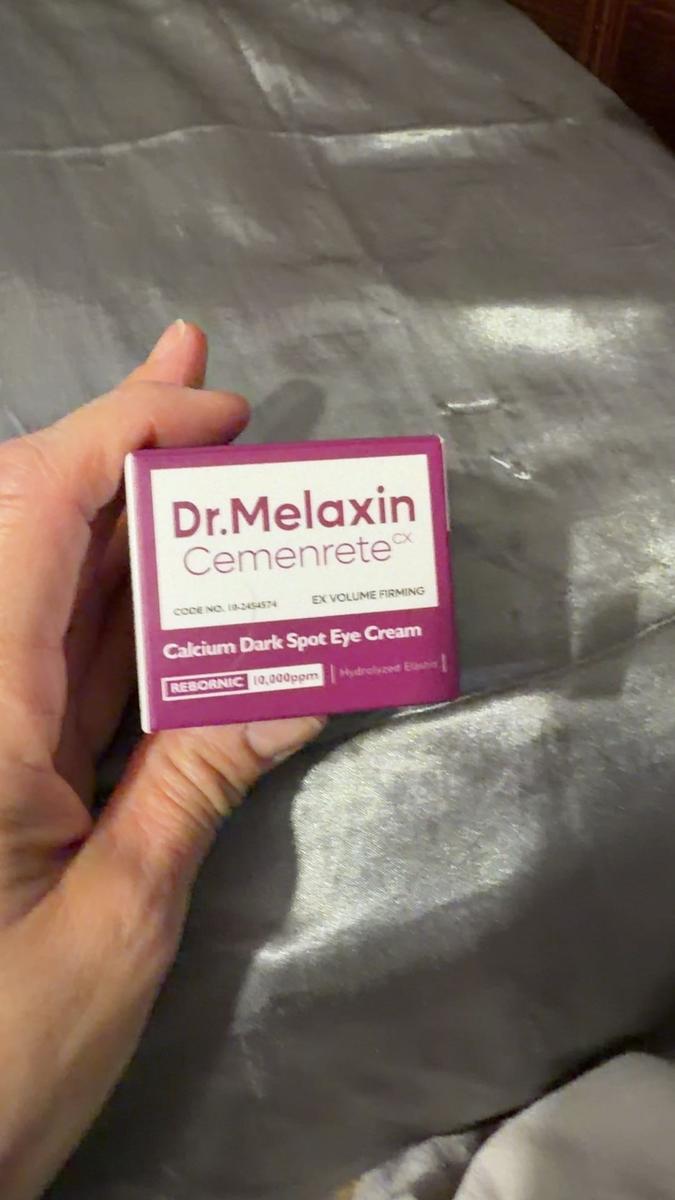 Dr.Melaxin
Cemenrete CX
CODE NO. 10-2454574
EX VOLUME FIRMING
Calcium Dark Spot Eye Cream
REBORNIC 10,000ppm | Hydrolyzed Elastin |